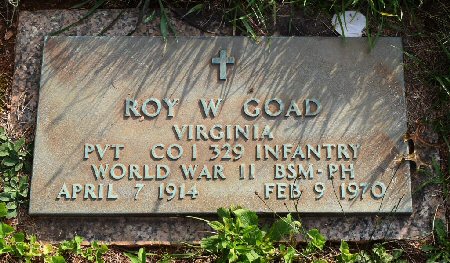 ROY W GOAD
VIRGINIA
PVT CO I 329 INFANTRY
WORLD WAR II BSM-PH
APRIL 7 1914 FEB 9 1970